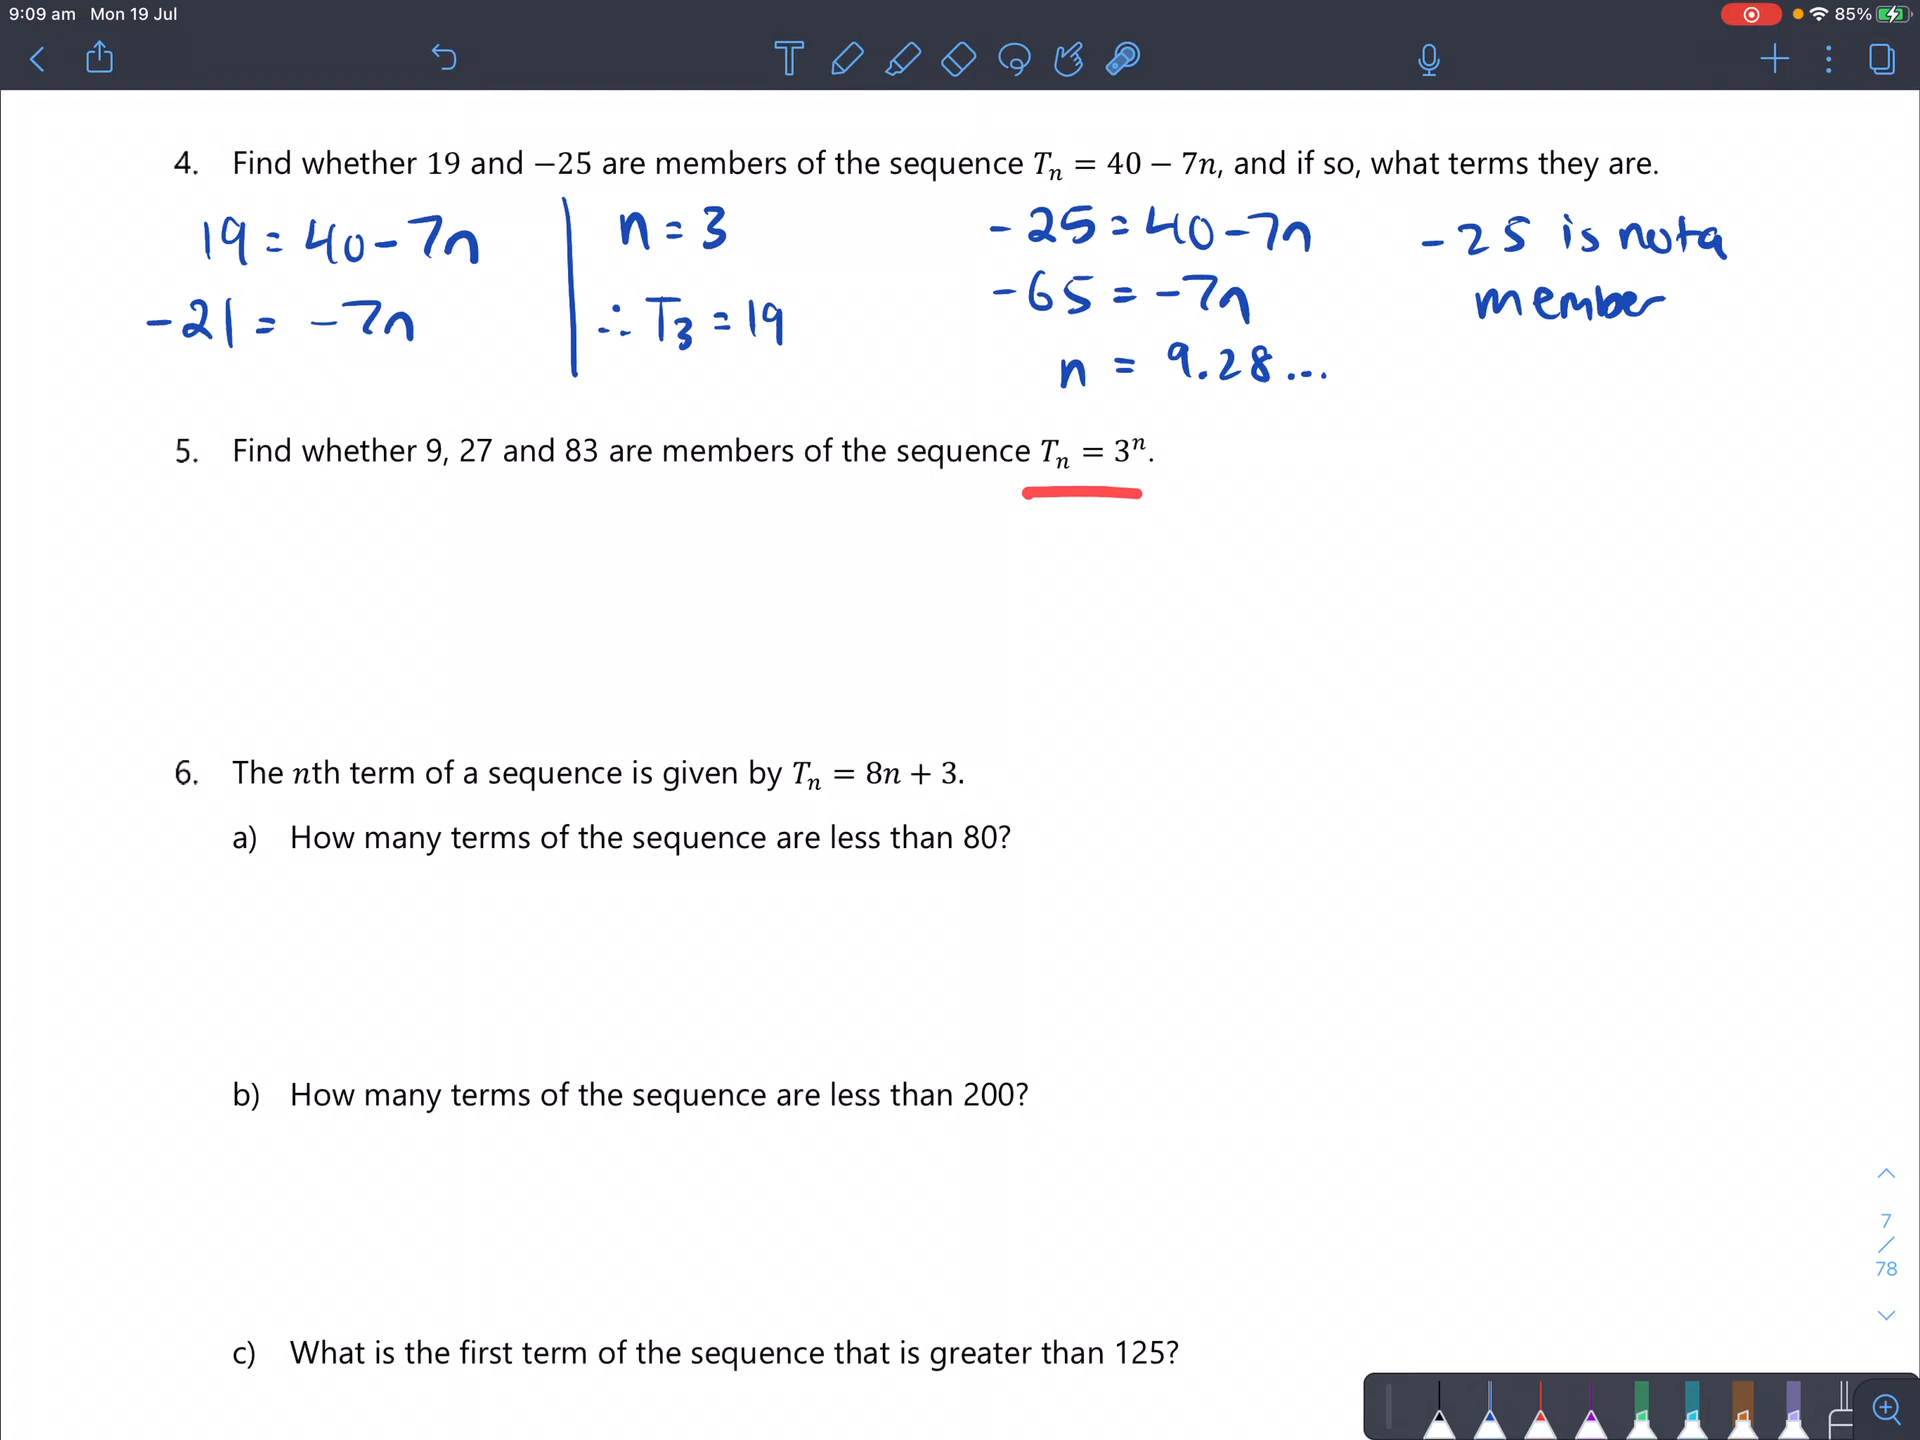 9:09 am Mon 19 Jul
85%
4. Find whether 19 and −25 are members of the sequence Tₙ = 40 − 7n, and if so, what terms they are.
19 = 40 - 7n
-21 = -7n
n = 3
∴ T₃ = 19
-25 = 40 - 7n
-65 = -7n
n = 9.28...
-25 is not a
member
5. Find whether 9, 27 and 83 are members of the sequence Tₙ = 3ⁿ.
6. The nth term of a sequence is given by Tₙ = 8n + 3.
a) How many terms of the sequence are less than 80?
b) How many terms of the sequence are less than 200?
7
/
78
c) What is the first term of the sequence that is greater than 125?